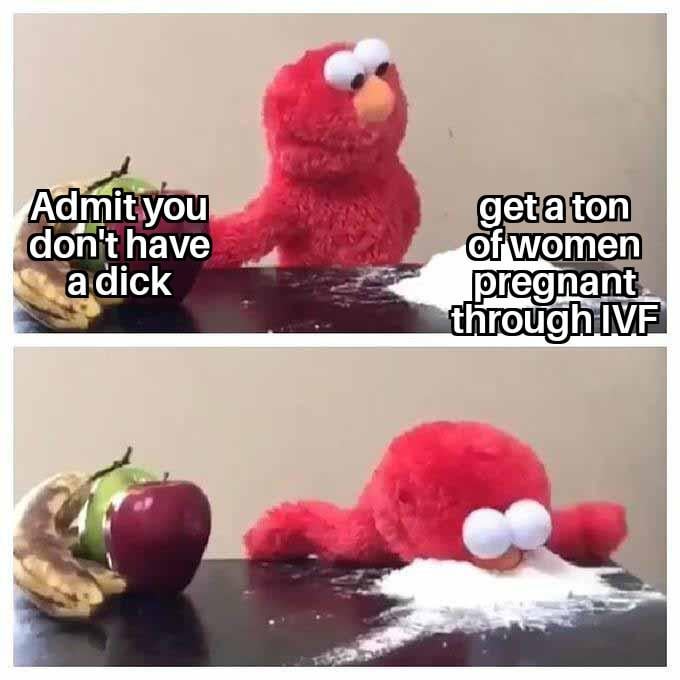 Admit you
don't have
a dick
get a ton
of women
pregnant
through IVF